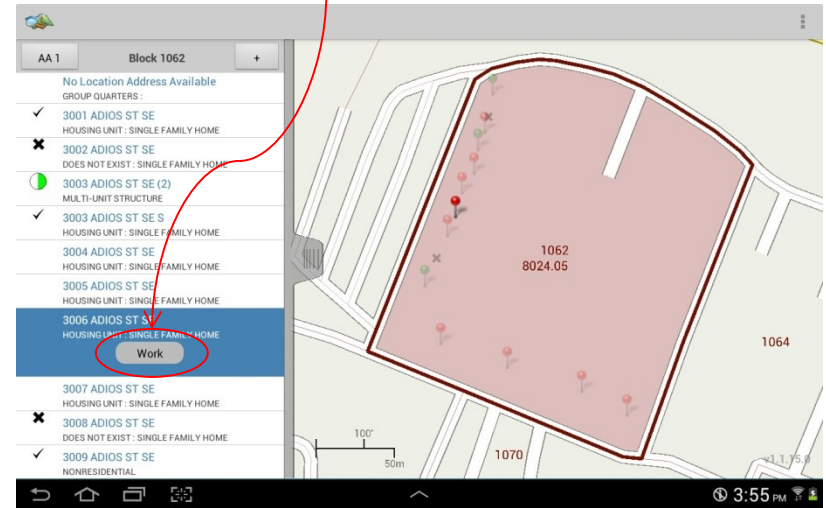 AA 1 Block 1062 +
No Location Address Available
GROUP QUARTERS :
3001 ADIOS ST SE
HOUSING UNIT : SINGLE FAMILY HOME
3002 ADIOS ST SE
DOES NOT EXIST : SINGLE FAMILY HOME
3003 ADIOS ST SE (2)
MULTI-UNIT STRUCTURE
3003 ADIOS ST SE S
HOUSING UNIT : SINGLE FAMILY HOME
3004 ADIOS ST SE
HOUSING UNIT : SINGLE FAMILY HOME
3005 ADIOS ST SE
HOUSING UNIT : SINGLE FAMILY HOME
3006 ADIOS ST SE
HOUSING UNIT : SINGLE FAMILY HOME
Work
3007 ADIOS ST SE
HOUSING UNIT : SINGLE FAMILY HOME
3008 ADIOS ST SE
DOES NOT EXIST : SINGLE FAMILY HOME
3009 ADIOS ST SE
NONRESIDENTIAL
1062
8024.05
1064
1070
100'
50m
v1.1.15.0
3:55 PM